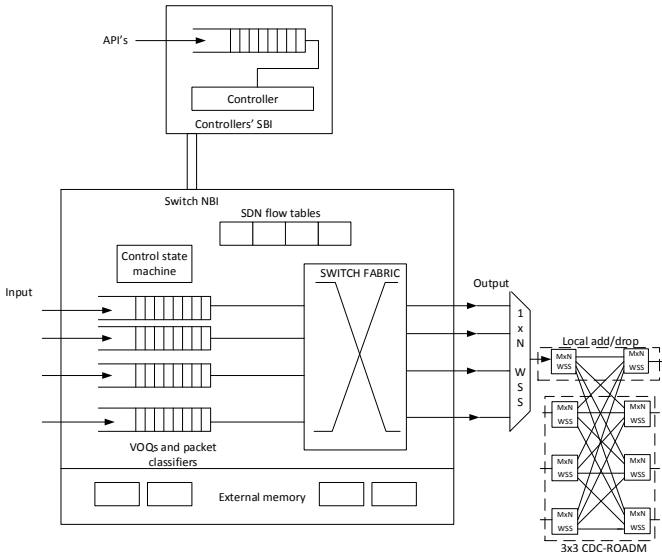 API's
Controller
Controllers' SBI
Switch NBI
SDN flow tables
Control state
machine
SWITCH FABRIC
Input
Output
1
x
N
W
S
S
Local add/drop
MxN
WSS
MxN
WSS
MxN
WSS
MxN
WSS
MxN
WSS
MxN
WSS
MxN
WSS
MxN
WSS
VOQs and packet
classifiers
External memory
3x3 CDC-ROADM